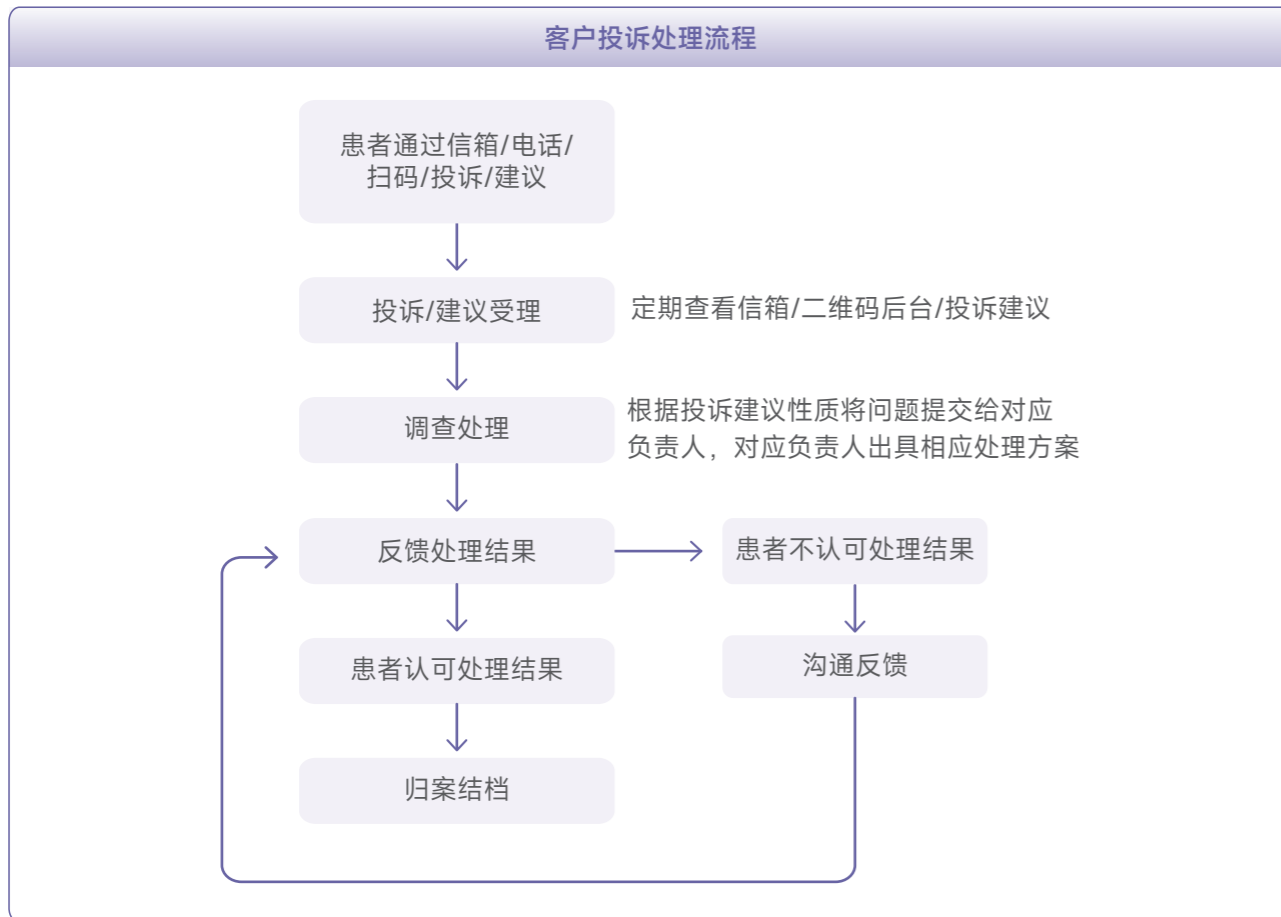 客户投诉处理流程
患者通过信箱/电话/
扫码/投诉/建议
投诉/建议受理
定期查看信箱/二维码后台/投诉建议
调查处理
根据投诉建议性质将问题提交给对应
负责人，对应负责人出具相应处理方案
反馈处理结果
患者不认可处理结果
患者认可处理结果
沟通反馈
归案结档